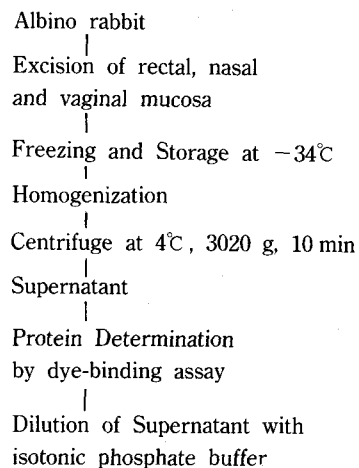 Albino rabbit
Excision of rectal, nasal
and vaginal mucosa
Freezing and Storage at −34℃
Homogenization
Centrifuge at 4℃, 3020 g, 10 min
Supernatant
Protein Determination
by dye-binding assay
Dilution of Supernatant with
isotonic phosphate buffer